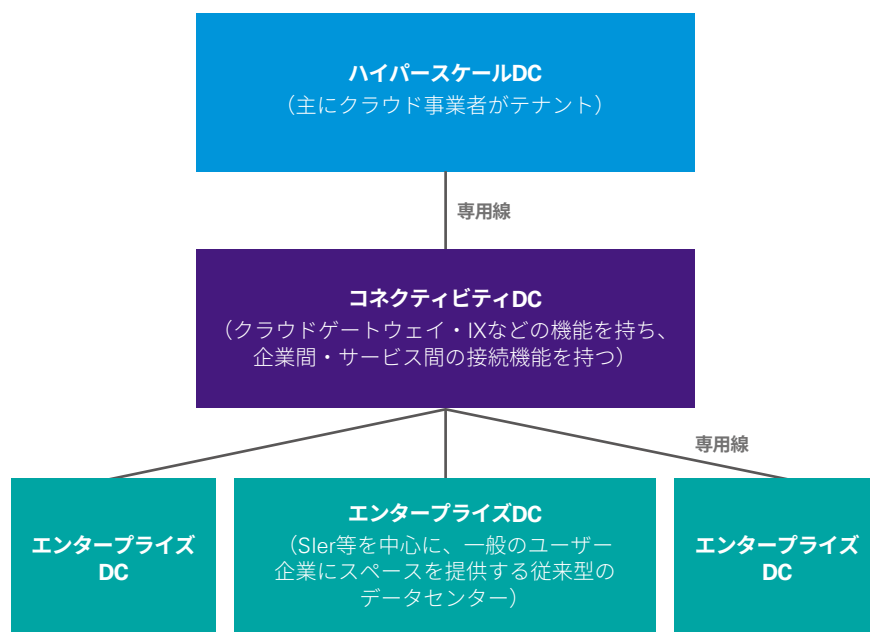 ハイパースケールDC
（主にクラウド事業者がテナント）
専用線
コネクティビティDC
（クラウドゲートウェイ・IXなどの機能を持ち、
企業間・サービス間の接続機能を持つ）
専用線
エンタープライズ
DC
エンタープライズDC
（SIer等を中心に、一般のユーザー
企業にスペースを提供する従来型の
データセンター）
エンタープライズ
DC